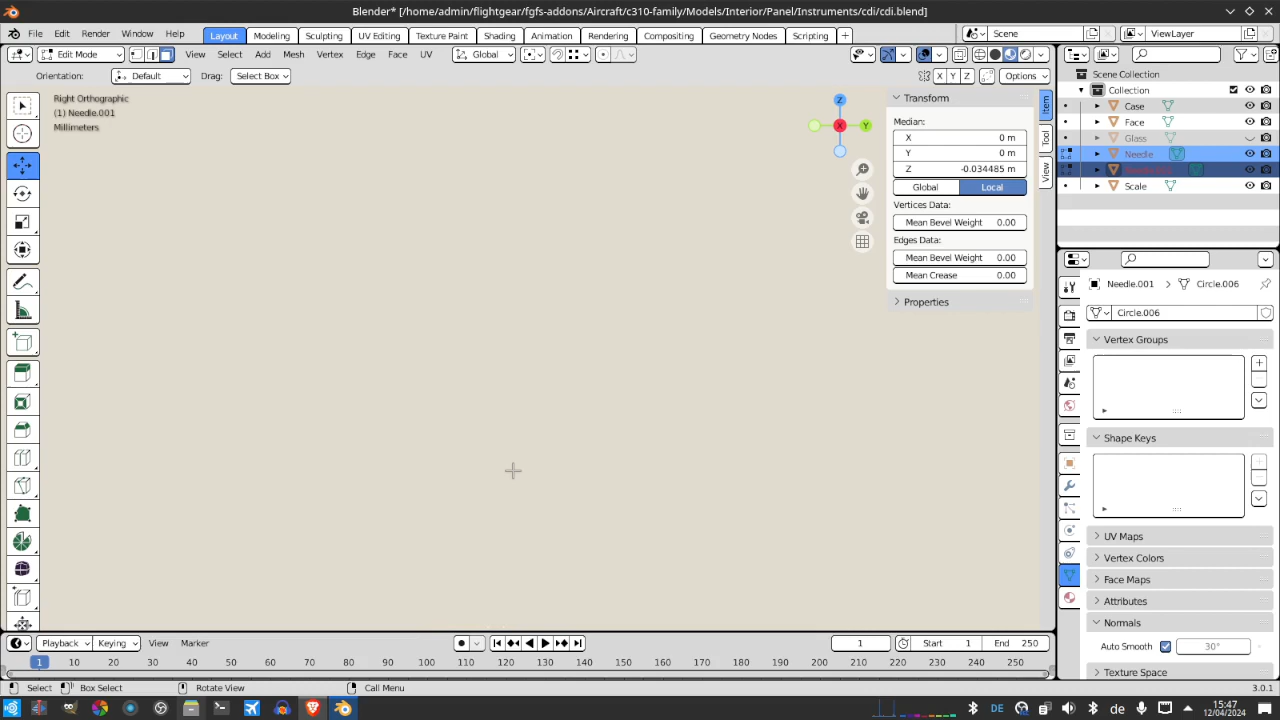 Blender* [/home/admin/flightgear/fgfs-addons/Aircraft/c310-family/Models/Interior/Panel/Instruments/cdi/cdi.blend]
File Edit Render Window Help Layout Modeling Sculpting UV Editing Texture Paint Shading Animation Rendering Compositing Geometry Nodes Scripting + Scene ViewLayer
Edit Mode View Select Add Mesh Vertex Edge Face UV Global
Orientation: Default Drag: Select Box X Y Z Options
Right Orthographic
(1) Needle.001
Millimeters
Z
X
Y
Transform
Median:
X 0 m
Y 0 m
Z -0.034485 m
Global Local
Vertices Data:
Mean Bevel Weight 0.00
Edges Data:
Mean Bevel Weight 0.00
Mean Crease 0.00
Properties
Item
Tool
View
Scene Collection
Collection
Case
Face
Glass
Needle
Scale
Needle.001 Circle.006
Circle.006
Vertex Groups
Shape Keys
UV Maps
Vertex Colors
Face Maps
Attributes
Normals
Auto Smooth 30°
Texture Space
Playback Keying View Marker 1 Start 1 End 250
1 10 20 30 40 50 60 70 80 90 100 110 120 130 140 150 160 170 180 190 200 210 220 230 240 250
Select Box Select Rotate View Call Menu 3.0.1
DE de 15:47
12/04/2024